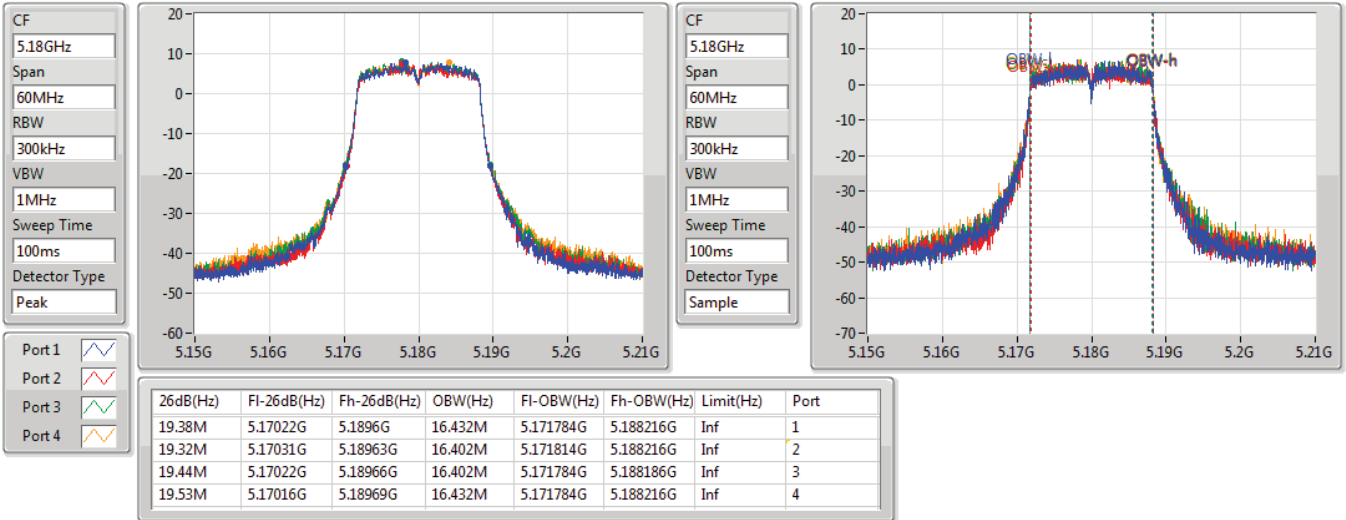 CF
5.18GHz
Span
60MHz
RBW
300kHz
VBW
1MHz
Sweep Time
100ms
Detector Type
Peak
20
10
0
-10
-20
-30
-40
-50
-60
5.15G 5.16G 5.17G 5.18G 5.19G 5.2G 5.21G
CF
5.18GHz
Span
60MHz
RBW
300kHz
VBW
1MHz
Sweep Time
100ms
Detector Type
Sample
20
10
0
-10
-20
-30
-40
-50
-60
-70
OBW-l OBW-h
5.15G 5.16G 5.17G 5.18G 5.19G 5.2G 5.21G
Port 1
Port 2
Port 3
Port 4
26dB(Hz) Fl-26dB(Hz) Fh-26dB(Hz) OBW(Hz) Fl-OBW(Hz) Fh-OBW(Hz) Limit(Hz) Port
19.38M 5.17022G 5.1896G 16.432M 5.171784G 5.188216G Inf 1
19.32M 5.17031G 5.18963G 16.402M 5.171814G 5.188216G Inf 2
19.44M 5.17022G 5.18966G 16.402M 5.171784G 5.188186G Inf 3
19.53M 5.17016G 5.18969G 16.432M 5.171784G 5.188216G Inf 4